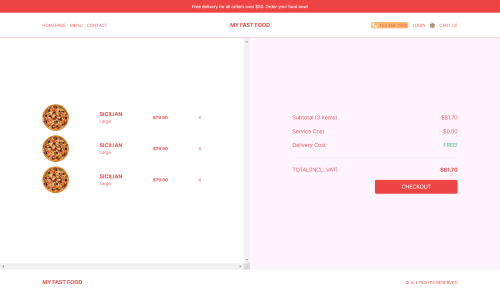 Free delivery for all orders over $50. Order your food now!
HOMEPAGE MENU CONTACT
MY FAST FOOD
123 456 7890
LOGIN
CART (3)
SICILIAN
Large
$79.90
X
SICILIAN
Large
$79.90
X
SICILIAN
Large
$79.90
X
Subtotal (3 items) $81.70
Service Cost $0.00
Delivery Cost FREE!
TOTAL(INCL. VAT) $81.70
CHECKOUT
MY FAST FOOD
© ALL RIGHTS RESERVED